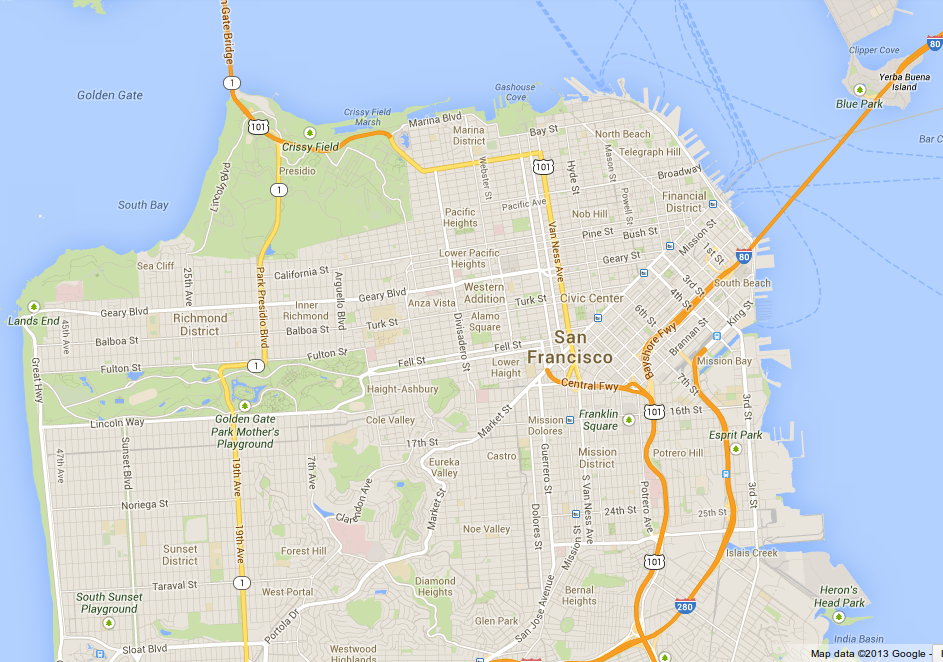 n Gate Bridge
80
Clipper Cove
Yerba Buena
Island
1
Blue Park
Golden Gate
Gashouse
Cove
Crissy Field
Marsh
Marina Blvd
101
Marina
District
Bay St
North Beach
Bar C
Crissy Field
Telegraph Hill
Presidio
Webster St
101
Hyde St
Mason St
Broadway
Lincoln Blvd
1
Powell St
South Bay
Pacific
Heights
Pacific Ave
Nob Hill
Financial
District
Van Ness Ave
Pine St
Bush St
Mission St
1st St
Lower Pacific
Heights
Geary St
80
Sea Cliff
25th Ave
California St
Park Presidio Blvd
Arguello Blvd
3rd St
4th St
South Beach
Lands End
Geary Blvd
Geary Blvd
Western
Addition
Anza Vista
Turk St
Civic Center
45th Ave
Richmond
District
Inner
Richmond
Turk St
Alamo
Square
6th St
King St
Balboa St
Balboa St
Divisadero St
San
Francisco
Bayshore Fwy
Brannan St
Great Hwy
Fulton St
Fulton St
Fell St
Fell St
1
Lower
Haight
Mission Bay
Haight-Ashbury
Central Fwy
7th St
3rd St
Golden Gate
Park Mother's
Playground
Lincoln Way
Cole Valley
Market St
Mission
Dolores
Franklin
Square
101
16th St
Esprit Park
47th Ave
Sunset Blvd
19th Ave
7th Ave
17th St
Castro
Guerrero St
Mission
District
Potrero Hill
Eureka
Valley
Clarendon Ave
Market St
S Van Ness Ave
Potrero Ave
3rd St
Noriega St
Dolores St
24th St
25th St
Noe Valley
Mission St
Sunset
District
19th Ave
Forest Hill
101
Islais Creek
Taraval St
1
West Portal
Diamond
Heights
San Jose Avenue
Bernal
Heights
280
Heron's
Head Park
South Sunset
Playground
Portola Dr
Glen Park
India Basin
Sloat Blvd
Westwood
Highlands
Map data ©2013 Google -